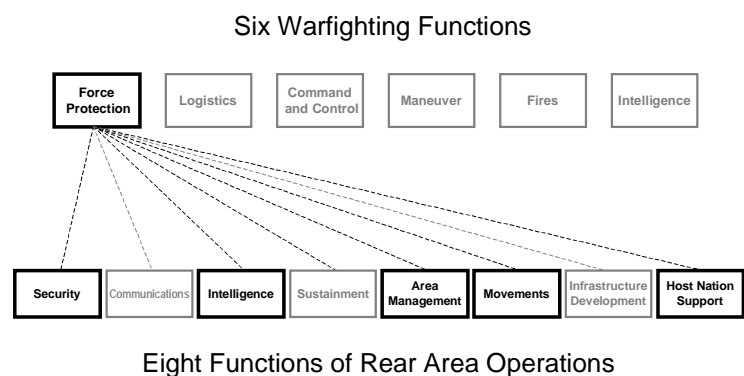 Six Warfighting Functions
Force
Protection
Logistics
Command
and Control
Maneuver
Fires
Intelligence
Security
Communications
Intelligence
Sustainment
Area
Management
Movements
Infrastructure
Development
Host Nation
Support
Eight Functions of Rear Area Operations